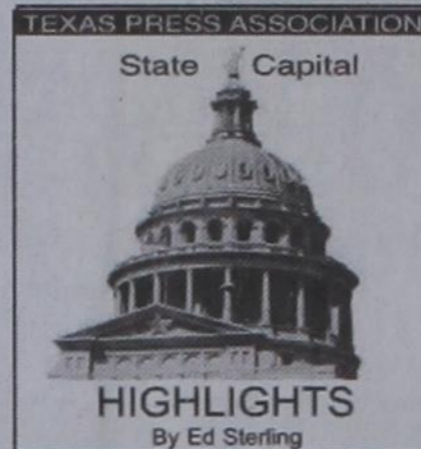 TEXAS PRESS ASSOCIATION
State Capital
HIGHLIGHTS
By Ed Sterling